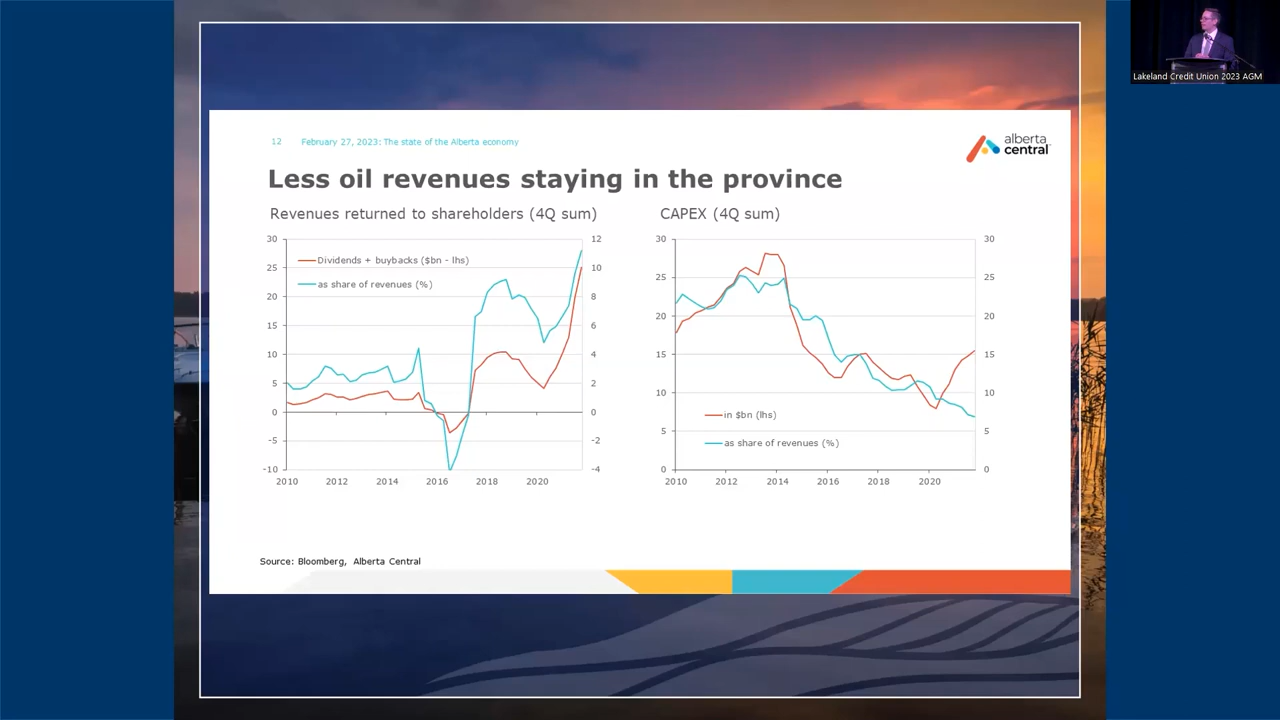 Lakeland Credit Union 2023 AGM
12 February 27, 2023: The state of the Alberta economy
alberta
central
Less oil revenues staying in the province
Revenues returned to shareholders (4Q sum)
30
25
20
15
10
5
0
-5
-10
12
10
8
6
4
2
0
-2
-4
Dividends + buybacks ($bn - lhs)
as share of revenues (%)
2010 2012 2014 2016 2018 2020
CAPEX (4Q sum)
30
25
20
15
10
5
0
30
25
20
15
10
5
0
in $bn (lhs)
as share of revenues (%)
2010 2012 2014 2016 2018 2020
Source: Bloomberg, Alberta Central